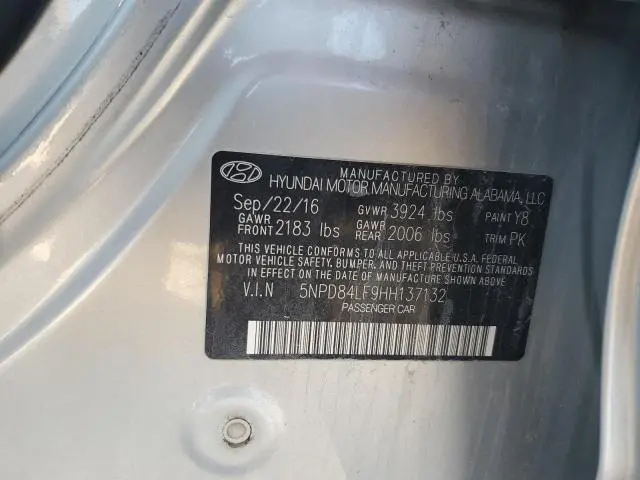 MANUFACTURED BY
HYUNDAI MOTOR MANUFACTURING ALABAMA, LLC
Sep/22/16 GVWR 3924 lbs PAINT Y8
GAWR FRONT 2183 lbs GAWR REAR 2006 lbs TRIM PK
THIS VEHICLE CONFORMS TO ALL APPLICABLE U.S.A. FEDERAL
MOTOR VEHICLE SAFETY, BUMPER, AND THEFT PREVENTION STANDARDS
IN EFFECT ON THE DATE OF MANUFACTURE SHOWN ABOVE
V.I.N 5NPD84LF9HH137132
PASSENGER CAR